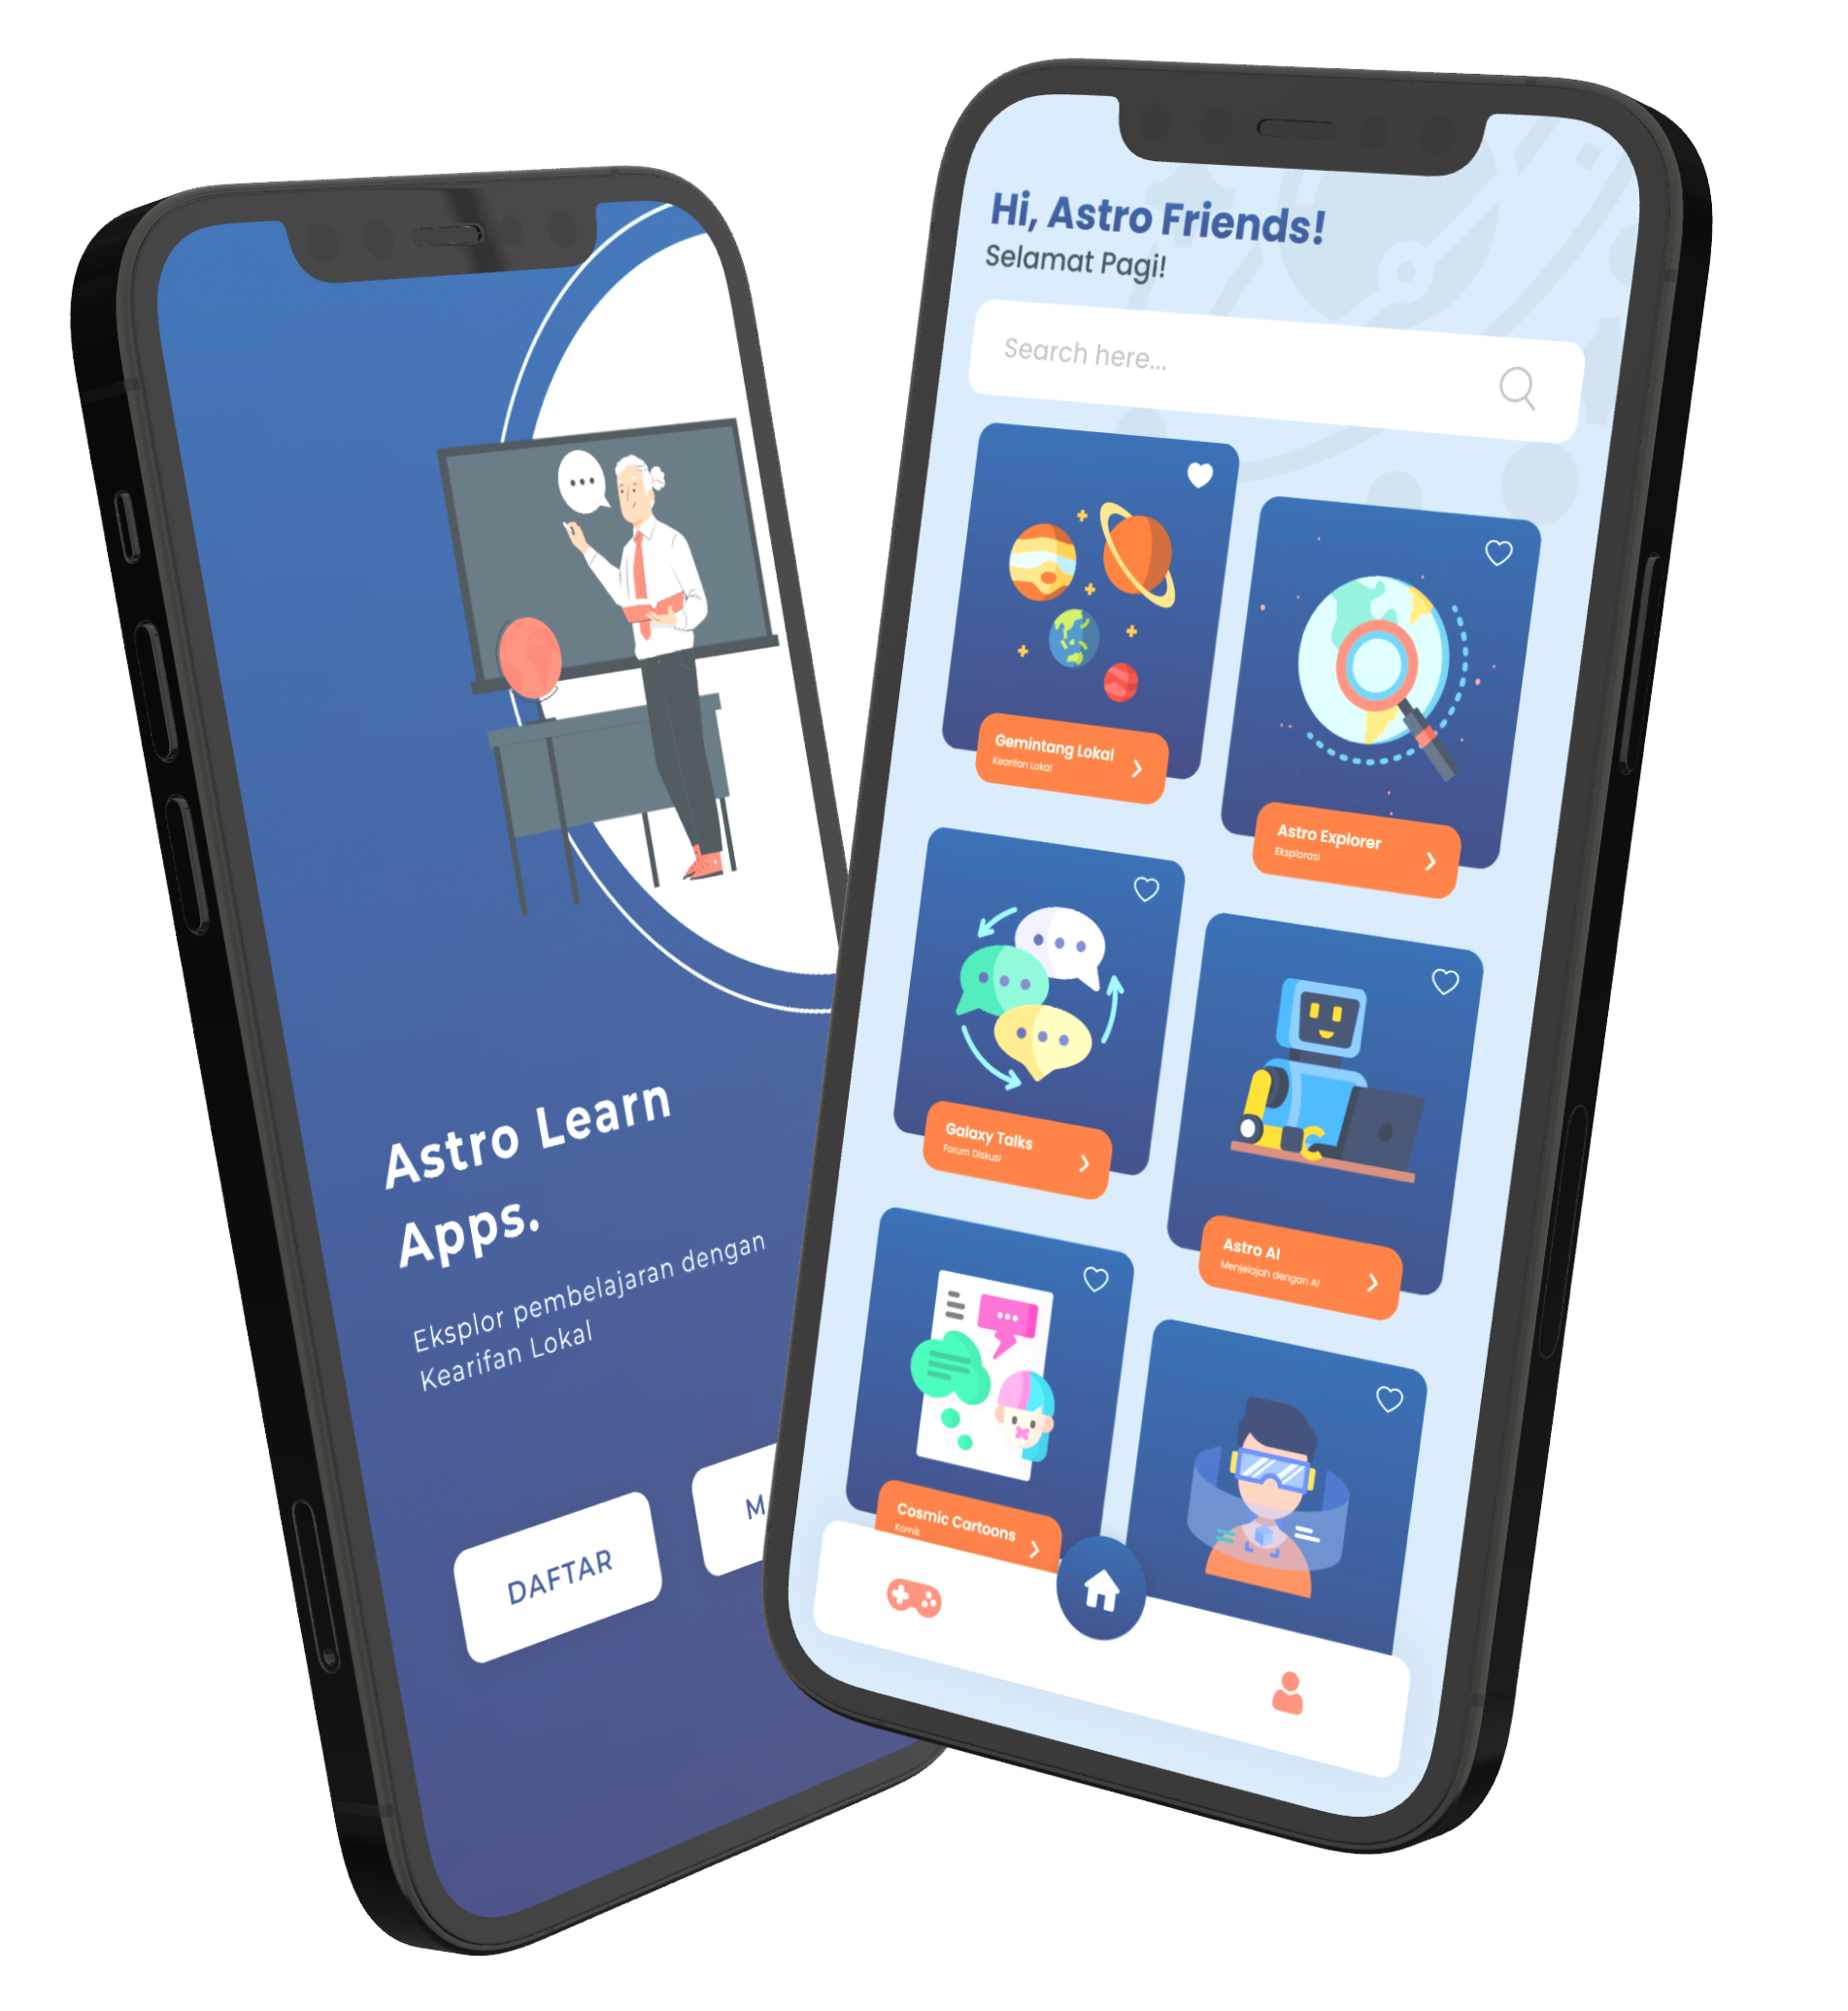 Astro Learn
Apps.
Eksplor pembelajaran dengan
Kearifan Lokal
DAFTAR
Hi, Astro Friends!
Selamat Pagi!
Search here...
Gemintang Lokal
Kearifan Lokal
Astro Explorer
Eksplorasi
Galaxy Talks
Forum Diskusi
Astro AI
Menjelajah dengan AI
Cosmic Cartoons
Komik